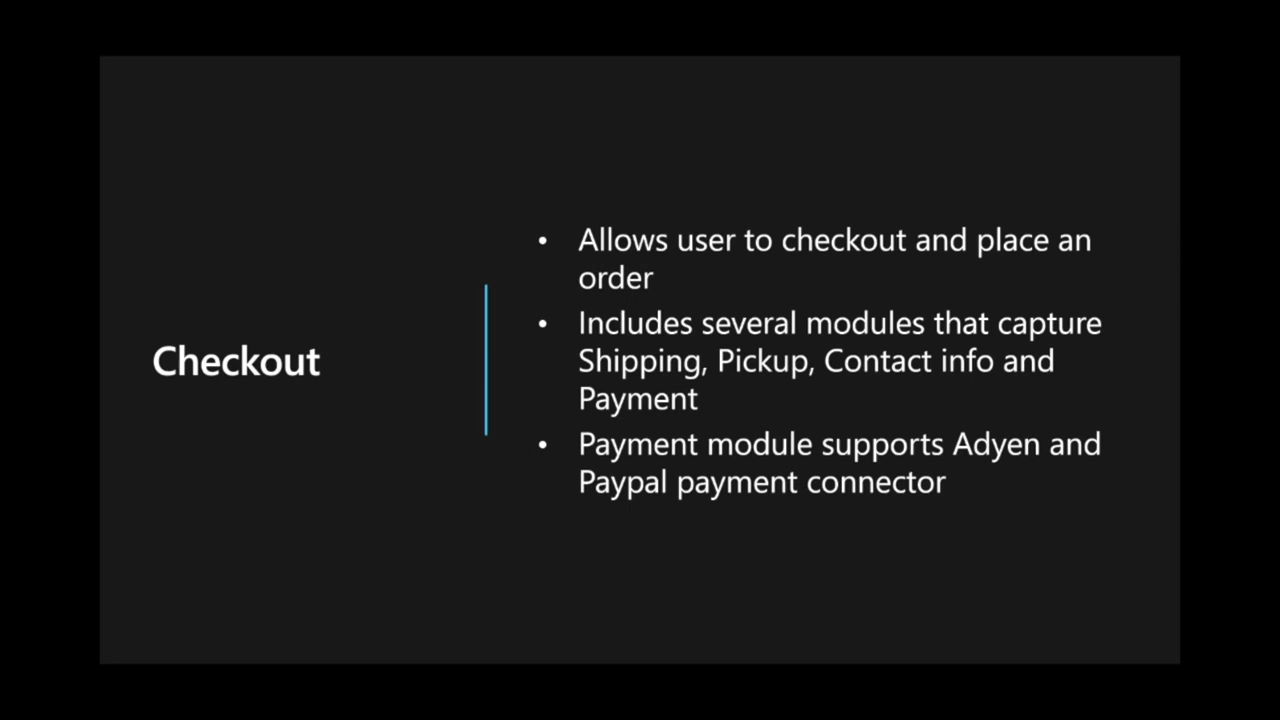 Checkout
• Allows user to checkout and place an
order
• Includes several modules that capture
Shipping, Pickup, Contact info and
Payment
• Payment module supports Adyen and
Paypal payment connector